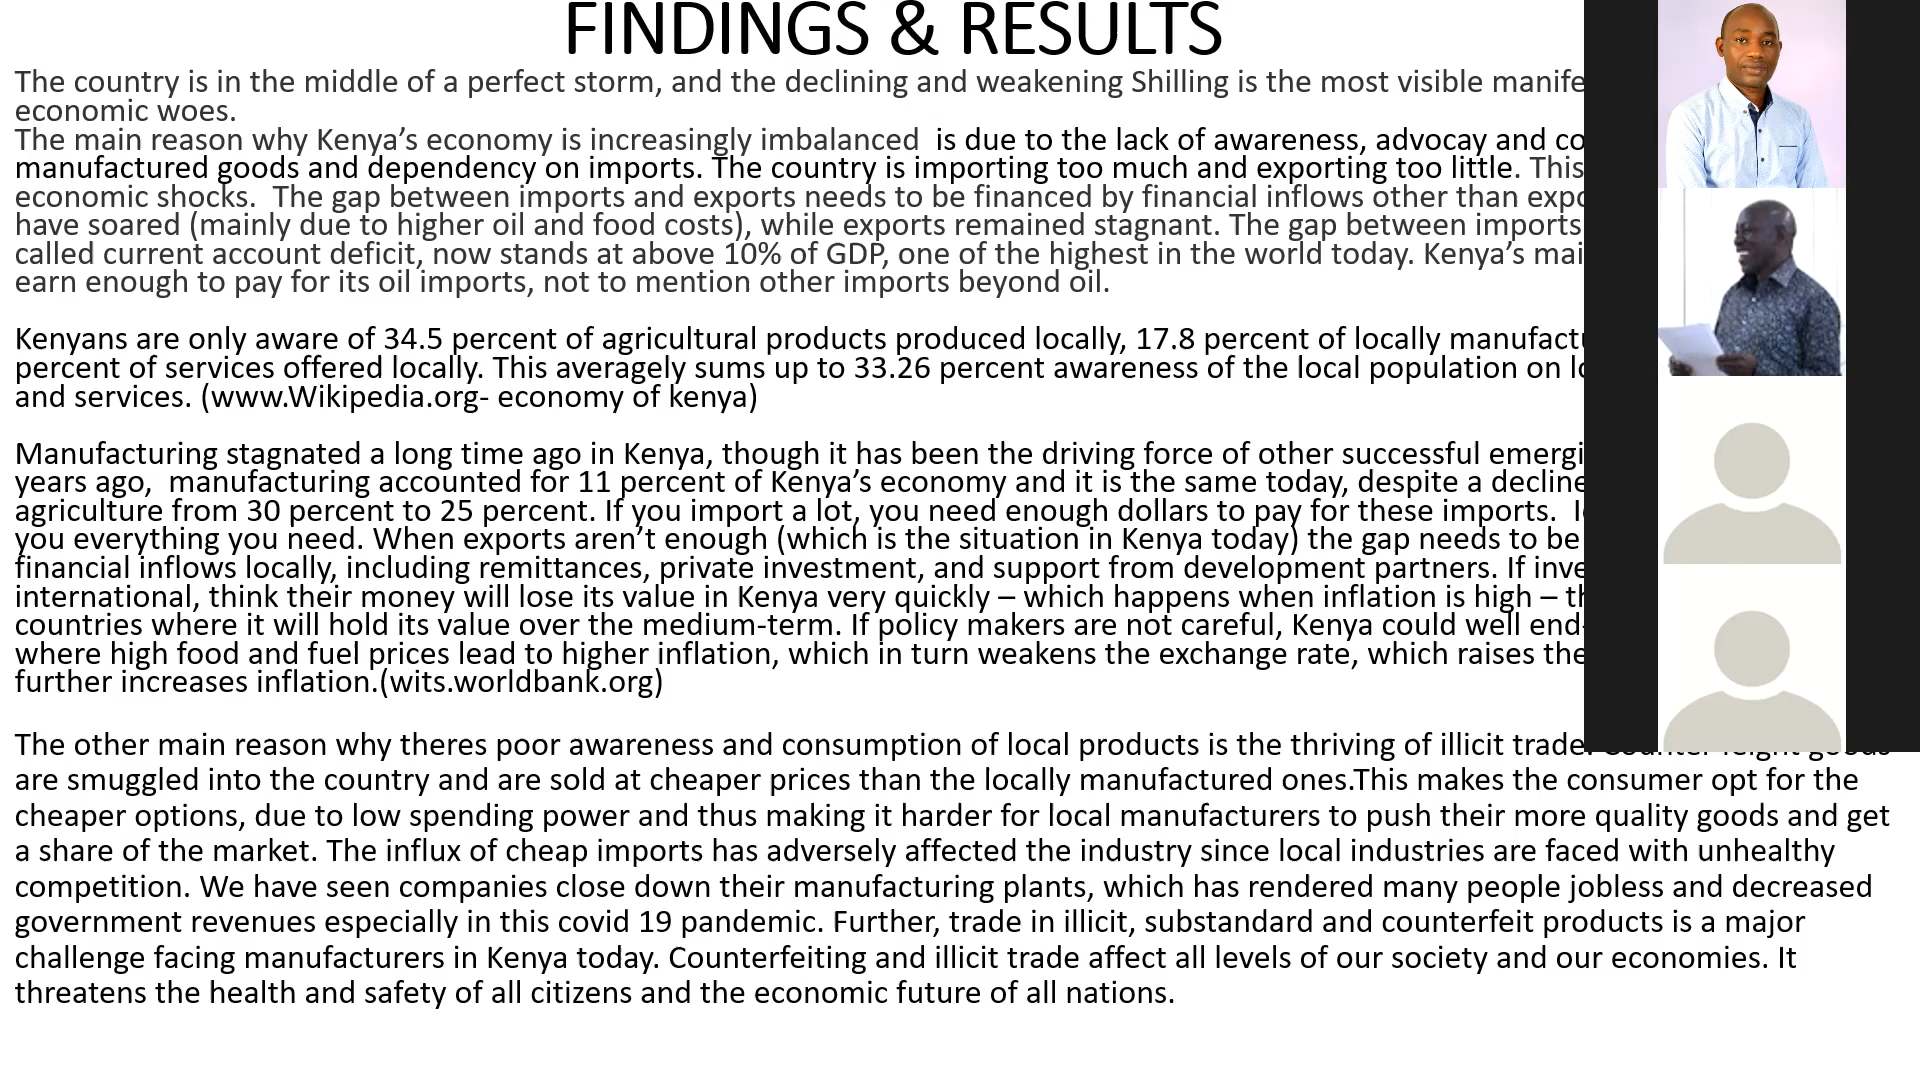 FINDINGS & RESULTS
The country is in the middle of a perfect storm, and the declining and weakening Shilling is the most visible
economic woes.
The main reason why Kenya’s economy is increasingly imbalanced  is due to the lack of awareness, advocay and
manufactured goods and dependency on imports. The country is importing too much and exporting too little. This
economic shocks.  The gap between imports and exports needs to be financed by financial inflows other than
have soared (mainly due to higher oil and food costs), while exports remained stagnant. The gap between imports
called current account deficit, now stands at above 10% of GDP, one of the highest in the world today. Kenya’s
earn enough to pay for its oil imports, not to mention other imports beyond oil.
Kenyans are only aware of 34.5 percent of agricultural products produced locally, 17.8 percent of locally
percent of services offered locally. This averagely sums up to 33.26 percent awareness of the local population on
and services. (www.Wikipedia.org- economy of kenya)
Manufacturing stagnated a long time ago in Kenya, though it has been the driving force of other successful
years ago,  manufacturing accounted for 11 percent of Kenya’s economy and it is the same today, despite a decline
agriculture from 30 percent to 25 percent. If you import a lot, you need enough dollars to pay for these imports.
you everything you need. When exports aren’t enough (which is the situation in Kenya today) the gap needs to be
financial inflows locally, including remittances, private investment, and support from development partners. If
international, think their money will lose its value in Kenya very quickly – which happens when inflation is high –
countries where it will hold its value over the medium-term. If policy makers are not careful, Kenya could well
where high food and fuel prices lead to higher inflation, which in turn weakens the exchange rate, which raises the
further increases inflation.(wits.worldbank.org)
The other main reason why theres poor awareness and consumption of local products is the thriving of illicit trade.
are smuggled into the country and are sold at cheaper prices than the locally manufactured ones.This makes the consumer opt for the
cheaper options, due to low spending power and thus making it harder for local manufacturers to push their more quality goods and get
a share of the market. The influx of cheap imports has adversely affected the industry since local industries are faced with unhealthy
competition. We have seen companies close down their manufacturing plants, which has rendered many people jobless and decreased
government revenues especially in this covid 19 pandemic. Further, trade in illicit, substandard and counterfeit products is a major
challenge facing manufacturers in Kenya today. Counterfeiting and illicit trade affect all levels of our society and our economies. It
threatens the health and safety of all citizens and the economic future of all nations.